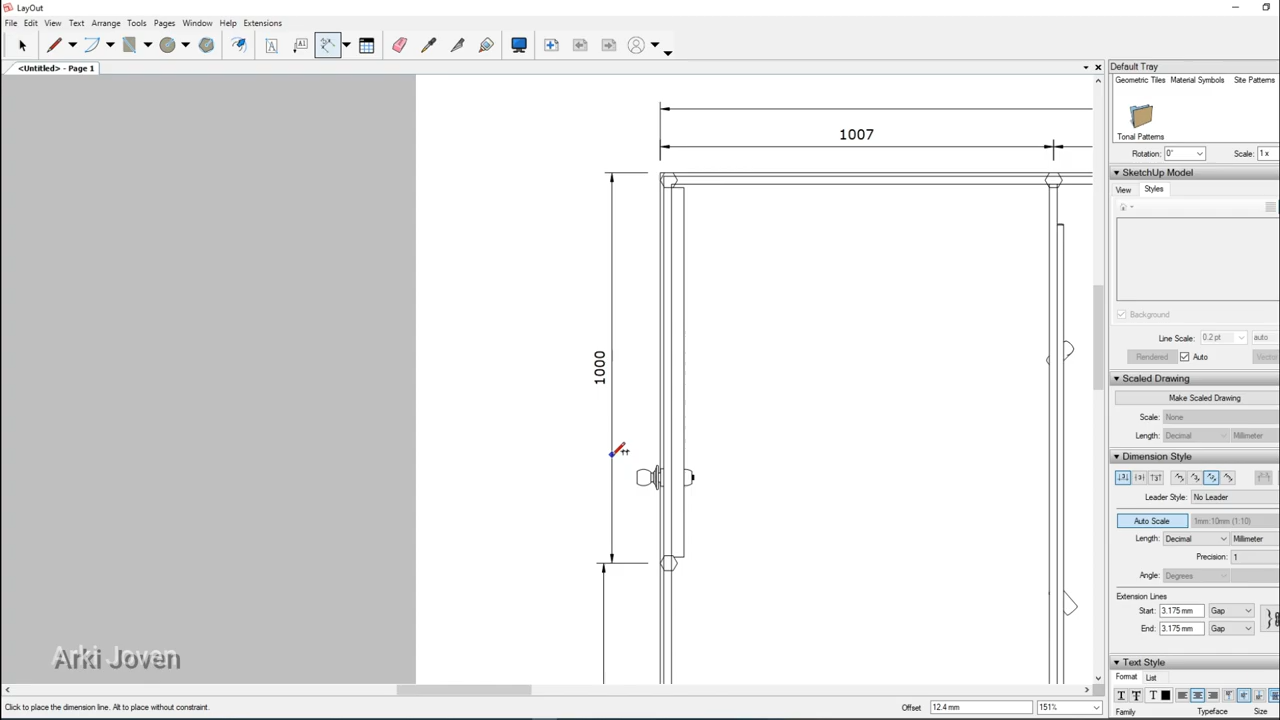 LayOut
File Edit View Text Arrange Tools Pages Window Help Extensions
<Untitled> - Page 1
Default Tray
Geometric Tiles Material Symbols Site Patterns
Tonal Patterns
Rotation: 0° Scale: 1 x
SketchUp Model
View Styles
Background
Line Scale: 0.2 pt auto
Rendered Auto
Scaled Drawing
Make Scaled Drawing
Scale: None
Length: Decimal Millimeter
Dimension Style
Leader Style: No Leader
Auto Scale 1mm:10mm (1:10)
Length: Decimal Millimeter
Precision: 1
Angle: Degrees
Extension Lines
Start: 3.175 mm Gap
End: 3.175 mm Gap
Text Style
Format List
Family Typeface Size
1007
1000
Arki Joven
Click to place the dimension line. Alt to place without constraint.
Offset 12.4 mm 151%